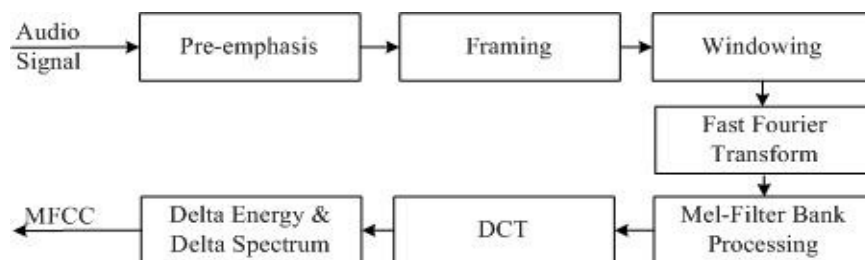 Audio
Signal
Pre-emphasis
Framing
Windowing
Fast Fourier
Transform
Mel-Filter Bank
Processing
DCT
Delta Energy &
Delta Spectrum
MFCC